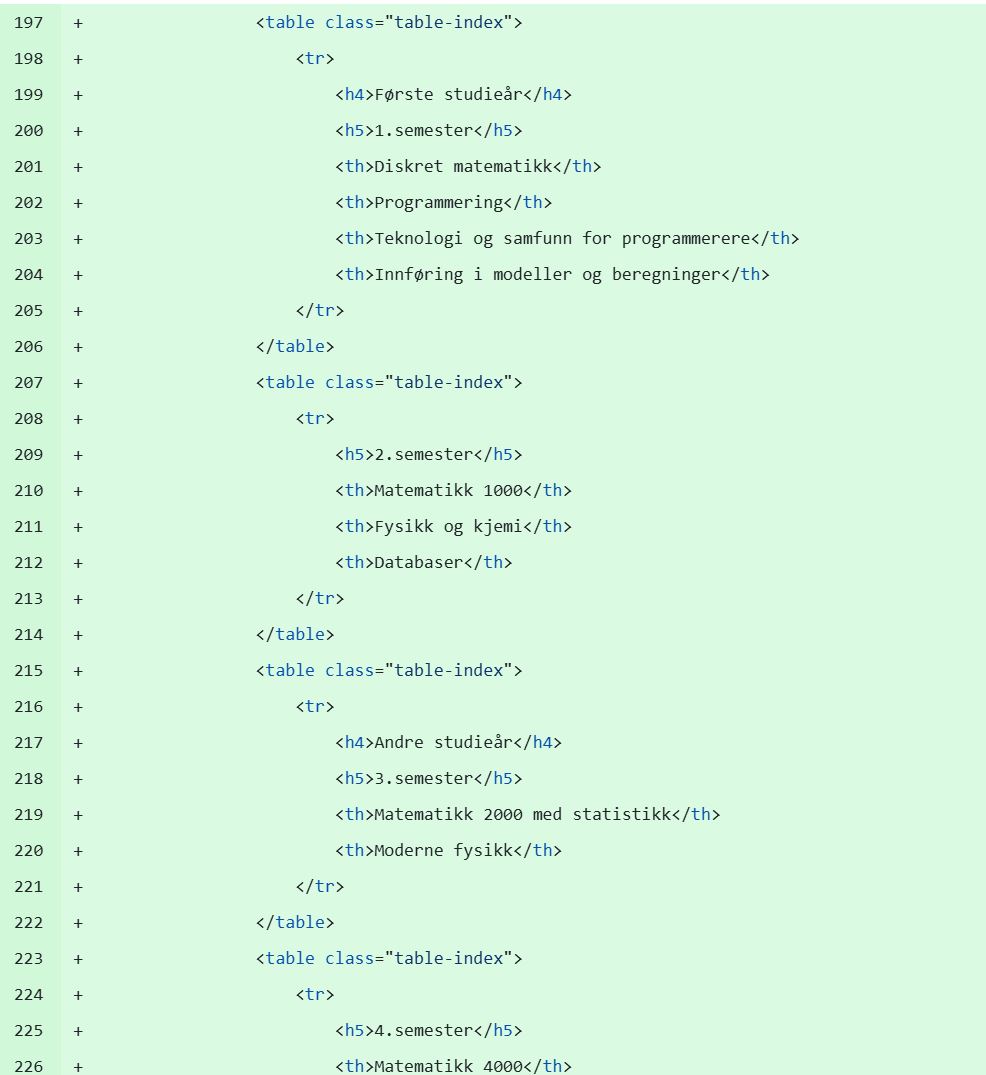 197 + <table class="table-index">
198 + <tr>
199 + <h4>Første studieår</h4>
200 + <h5>1.semester</h5>
201 + <th>Diskret matematikk</th>
202 + <th>Programmering</th>
203 + <th>Teknologi og samfunn for programmerere</th>
204 + <th>Innføring i modeller og beregninger</th>
205 + </tr>
206 + </table>
207 + <table class="table-index">
208 + <tr>
209 + <h5>2.semester</h5>
210 + <th>Matematikk 1000</th>
211 + <th>Fysikk og kjemi</th>
212 + <th>Databaser</th>
213 + </tr>
214 + </table>
215 + <table class="table-index">
216 + <tr>
217 + <h4>Andre studieår</h4>
218 + <h5>3.semester</h5>
219 + <th>Matematikk 2000 med statistikk</th>
220 + <th>Moderne fysikk</th>
221 + </tr>
222 + </table>
223 + <table class="table-index">
224 + <tr>
225 + <h5>4.semester</h5>
226 + <th>Matematikk 4000</th>